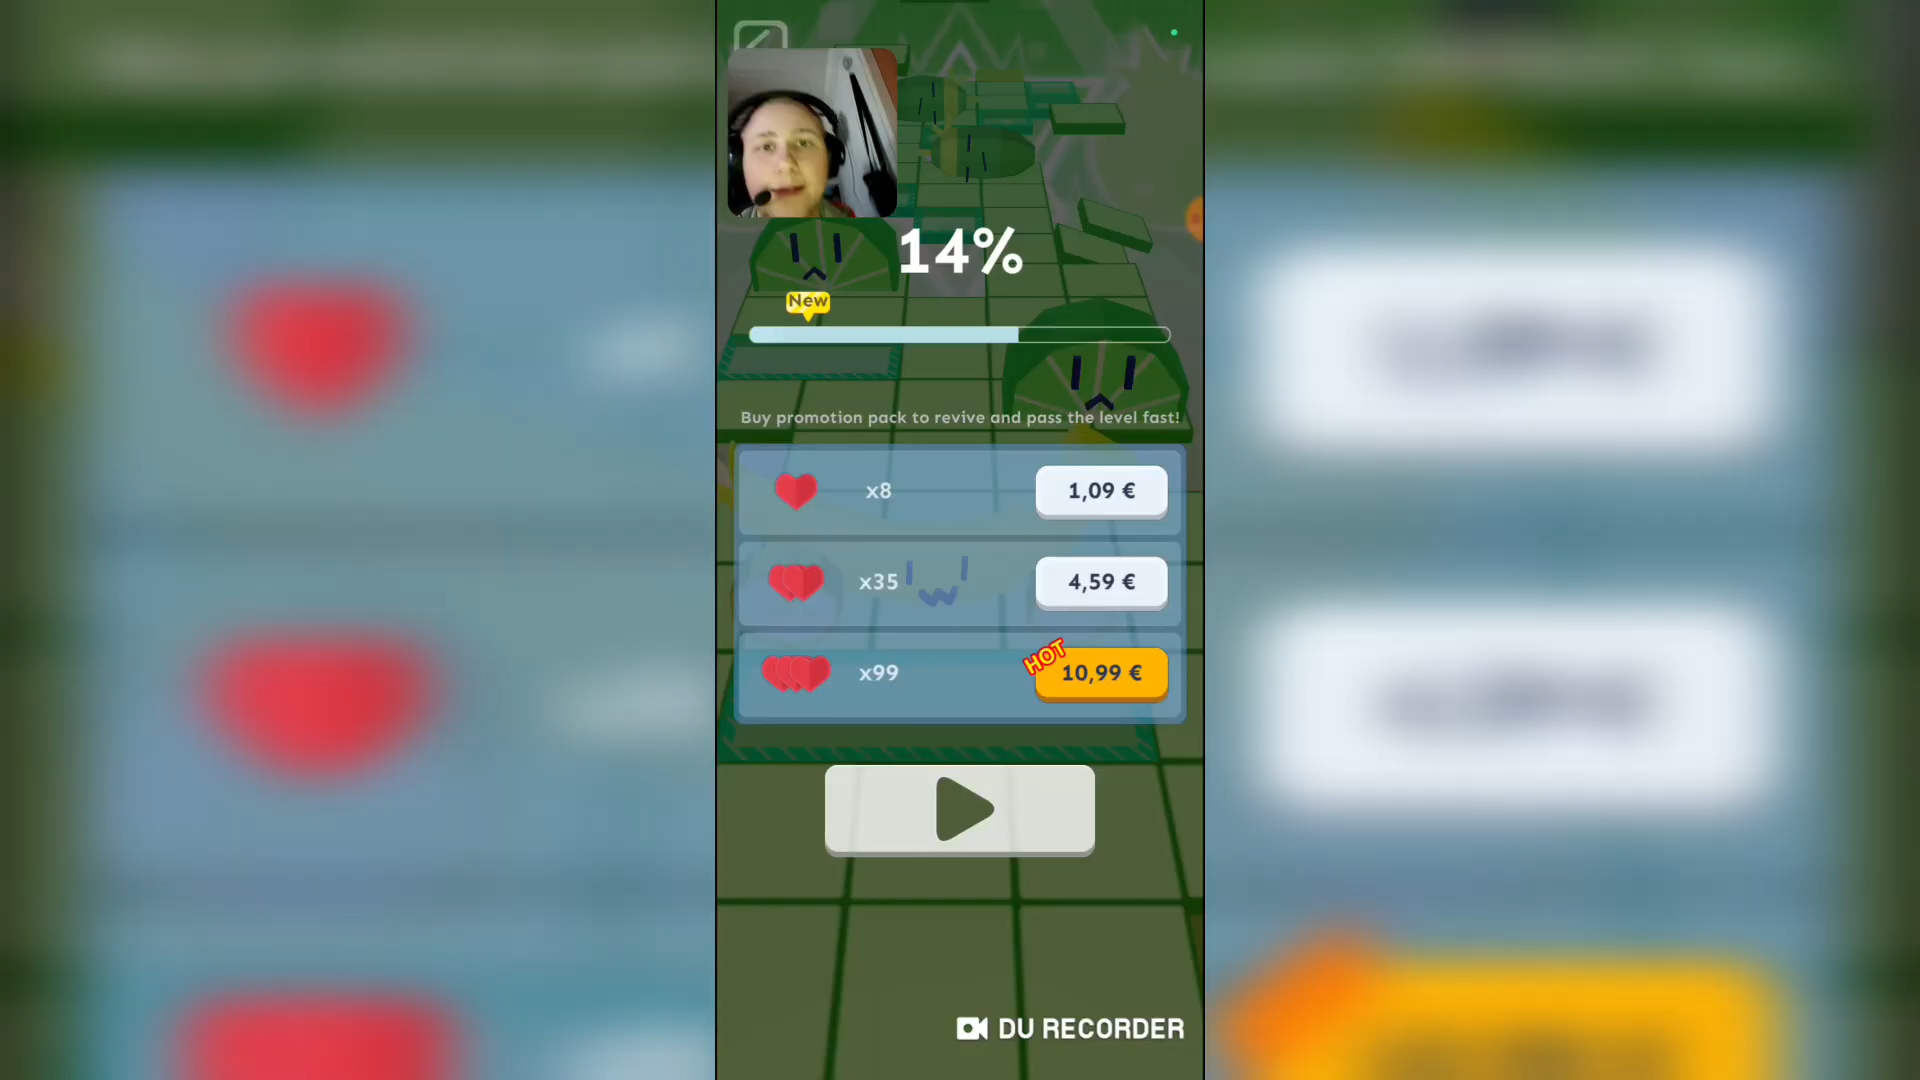 14%
New
Buy promotion pack to revive and pass the level fast!
x8
1,09 €
x35
4,59 €
HOT
x99
10,99 €
DU RECORDER